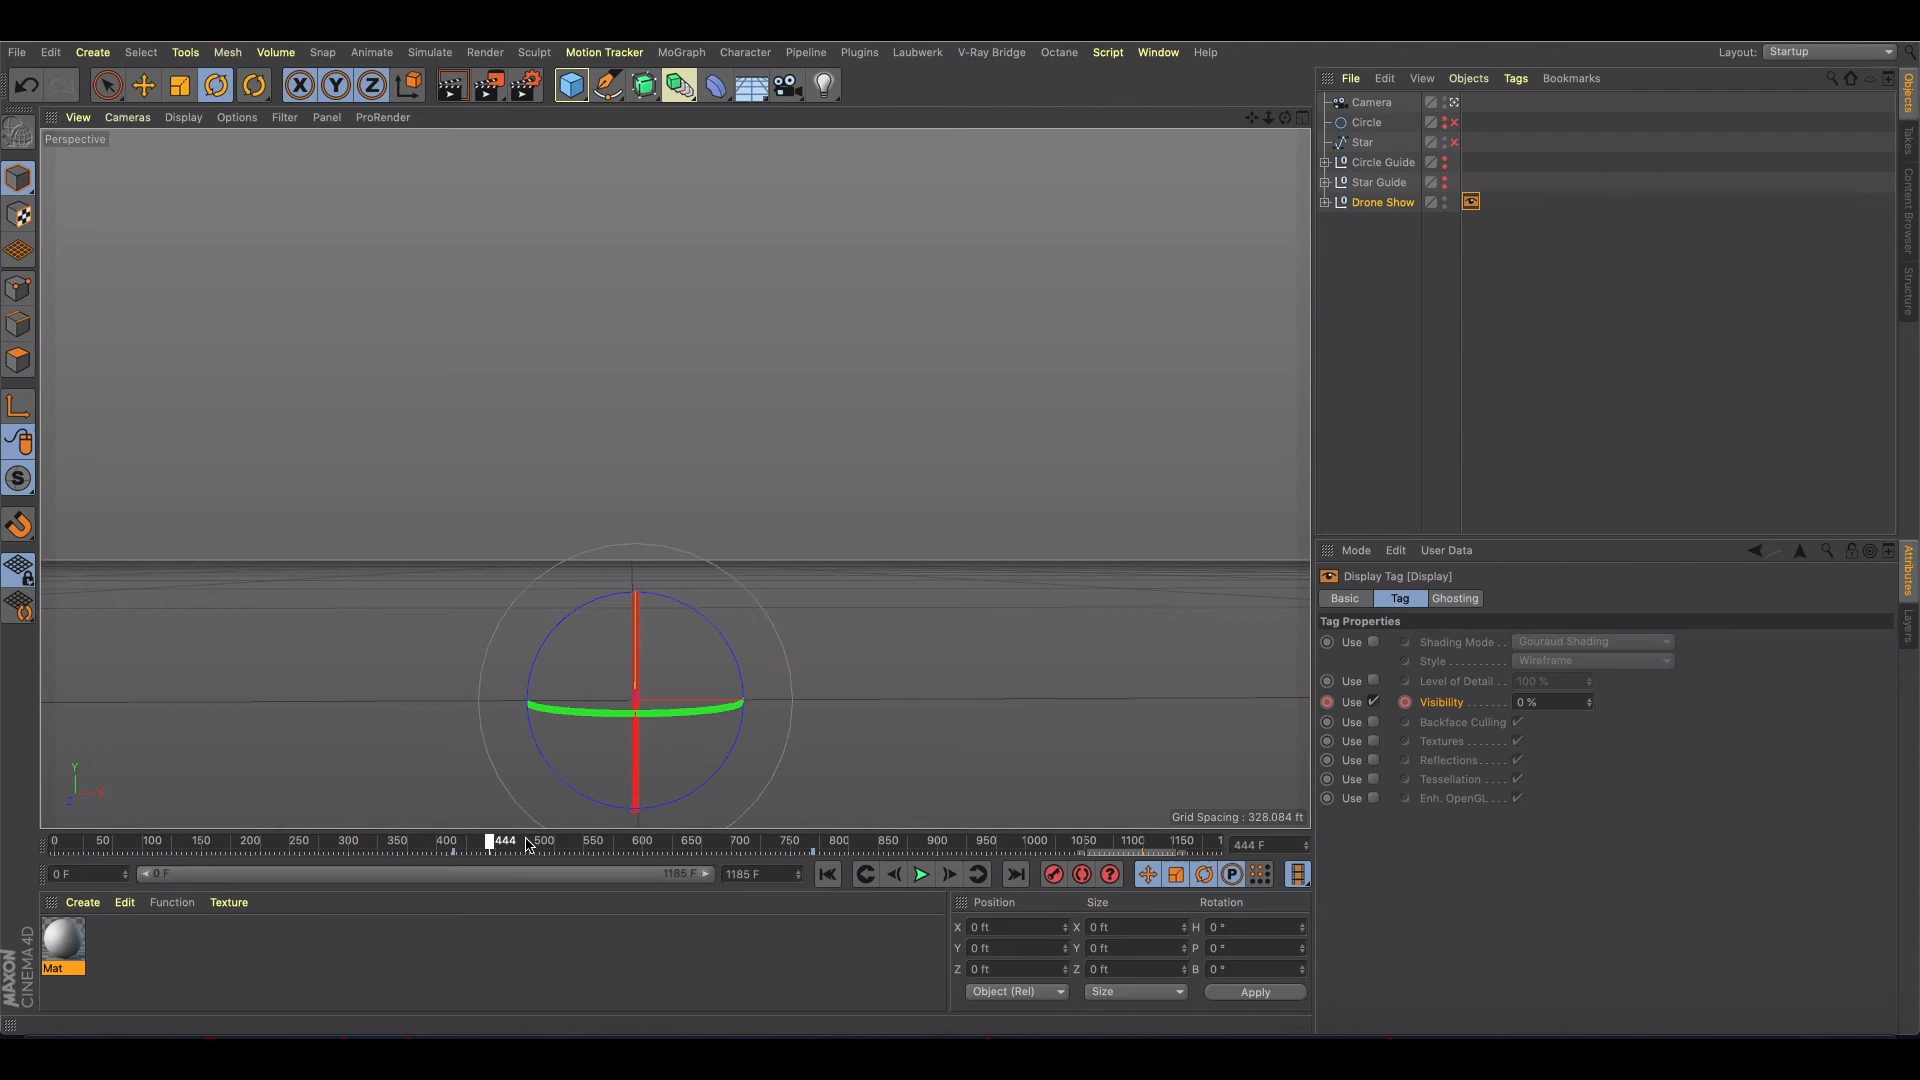 File Edit Create Select Tools Mesh Volume Snap Animate Simulate Render Sculpt Motion Tracker MoGraph Character Pipeline Plugins Laubwerk V-Ray Bridge Octane Script Window Help Layout: Startup
X Y Z
File Edit View Objects Tags Bookmarks
View Cameras Display Options Filter Panel ProRender
Perspective
Camera
Circle
Star
Circle Guide
Star Guide
Drone Show
Objects
Takes
Content Browser
Structure
Mode Edit User Data
Display Tag [Display]
Basic Tag Ghosting
Tag Properties
Use Shading Mode . . Gouraud Shading
Style . . . . . . . . . . Wireframe
Use Level of Detail . . 100 %
Use Visibility . . . . . . . 0 %
Use Backface Culling
Use Textures . . . . . . .
Use Reflections. . . . .
Use Tessellation . . . .
Use Enh. OpenGL . . .
Attributes
Layers
Y
X
Z
Grid Spacing : 328.084 ft
0 50 100 150 200 250 300 350 400 444 500 550 600 650 700 750 800 850 900 950 1000 1050 1100 1150 1 444 F
0 F 0 F 1185 F 1185 F
Create Edit Function Texture
Mat
Position Size Rotation
X 0 ft X 0 ft H 0 °
Y 0 ft Y 0 ft P 0 °
Z 0 ft Z 0 ft B 0 °
Object (Rel) Size Apply
MAXON
CINEMA4D